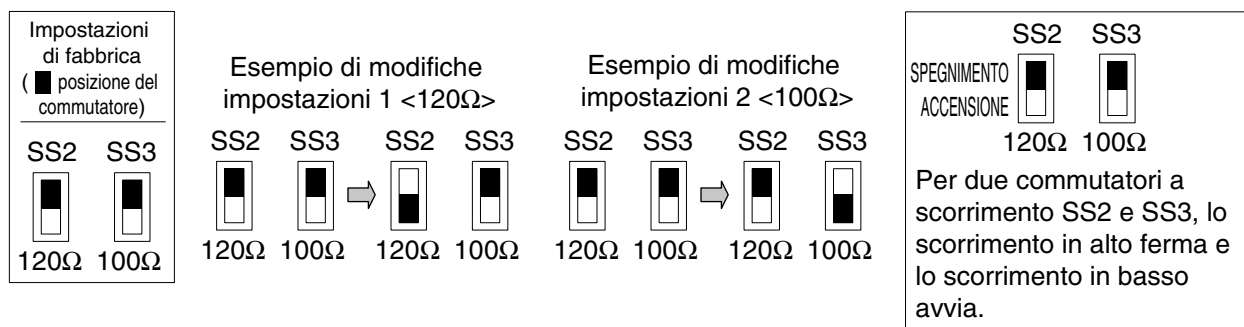 Impostazioni
di fabbrica
( posizione del
commutatore)
SS2 SS3
120Ω 100Ω
Esempio di modifiche
impostazioni 1 <120Ω>
SS2 SS3 SS2 SS3
120Ω 100Ω 120Ω 100Ω
Esempio di modifiche
impostazioni 2 <100Ω>
SS2 SS3 SS2 SS3
120Ω 100Ω 120Ω 100Ω
SS2 SS3
SPEGNIMENTO
ACCENSIONE
120Ω 100Ω
Per due commutatori a
scorrimento SS2 e SS3, lo
scorrimento in alto ferma e
lo scorrimento in basso
avvia.